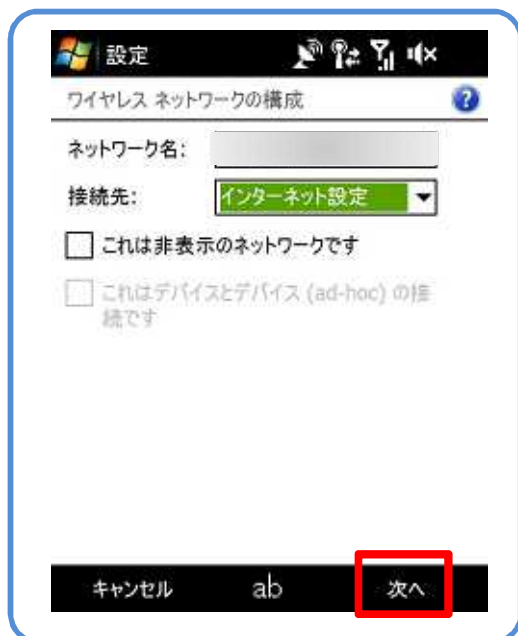 設定
ワイヤレス ネットワークの構成
ネットワーク名:
接続先: インターネット設定
これは非表示のネットワークです
これはデバイスとデバイス (ad-hoc) の接
続です
キャンセル ab 次へ